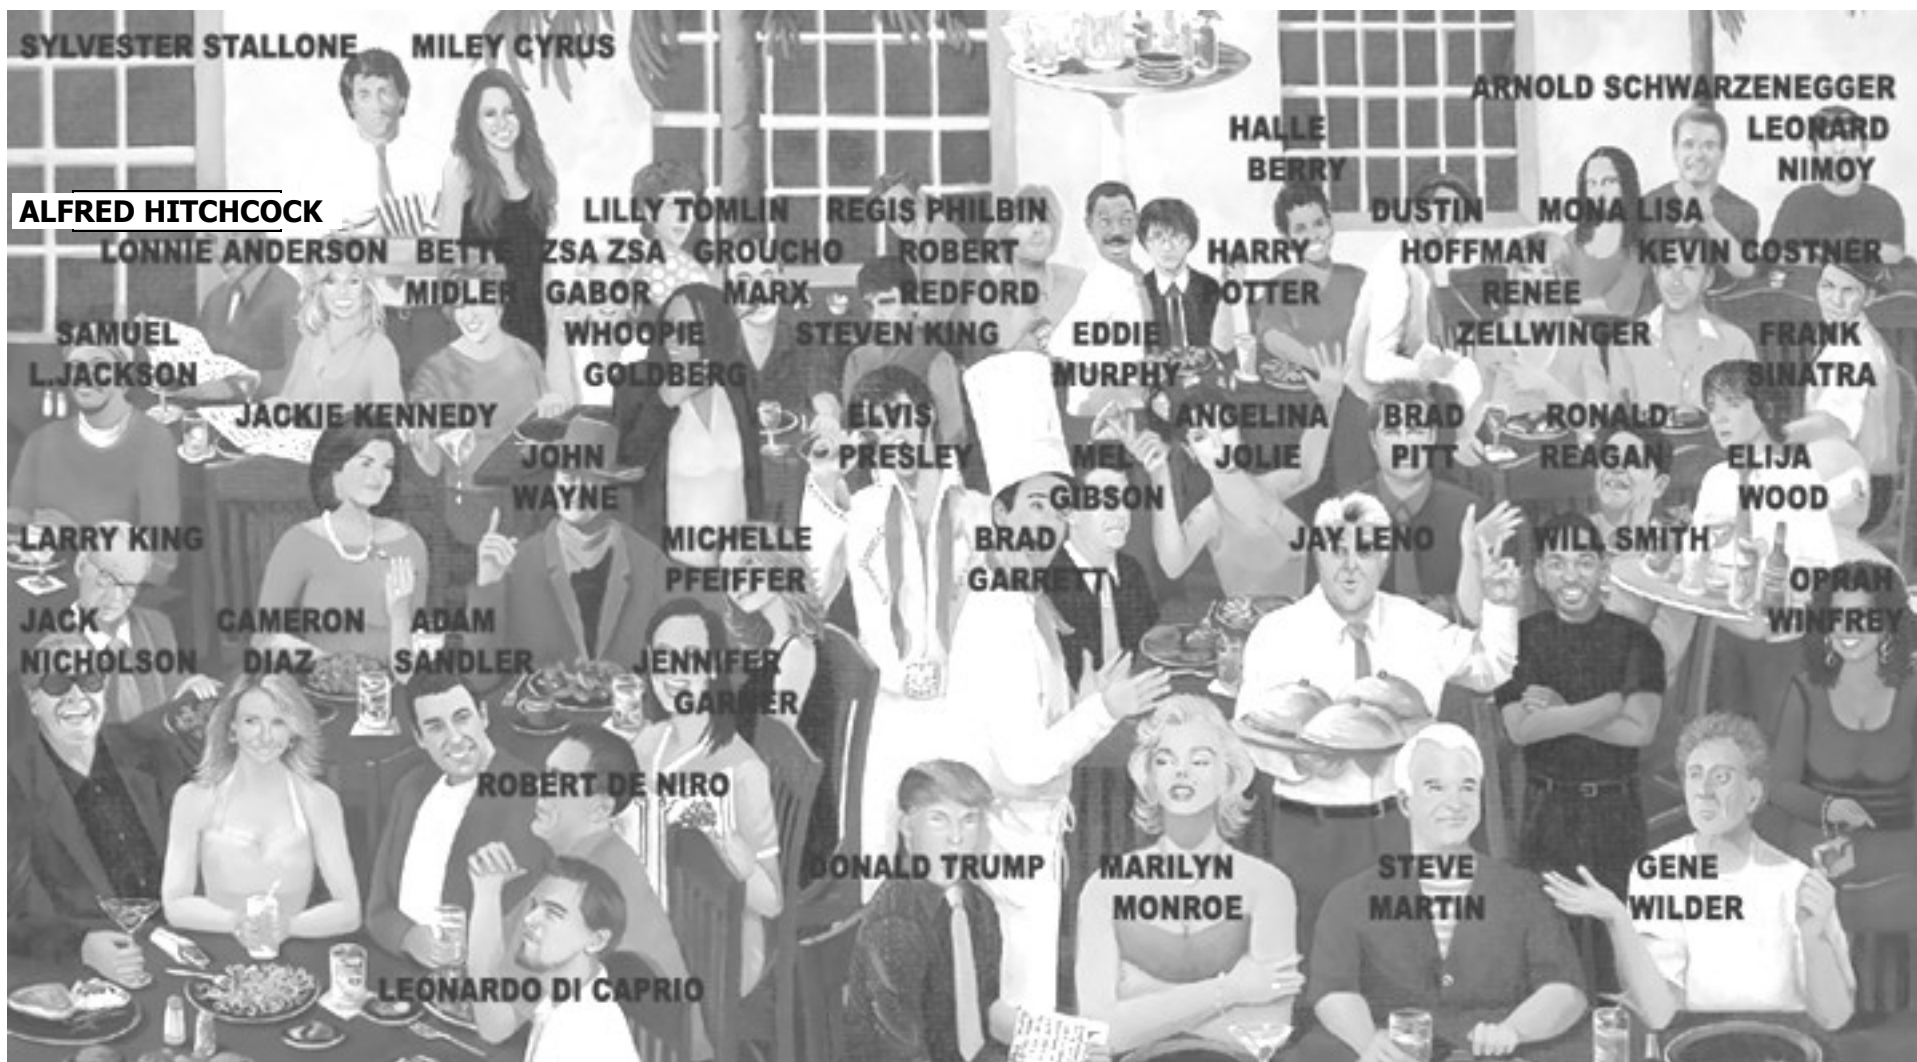 SYLVESTER STALLONE MILEY CYRUS
ARNOLD SCHWARZENEGGER
HALLE
BERRY
LEONARD
NIMOY
ALFRED HITCHCOCK
LILLY TOMLIN
REGIS PHILBIN
DUSTIN
HOFFMAN
MONA LISA
LONNIE ANDERSON
BETTE
MIDLER
ZSA ZSA
GABOR
GROUCHO
MARX
ROBERT
REDFORD
HARRY
POTTER
RENEE
ZELLWINGER
KEVIN COSTNER
SAMUEL
L.JACKSON
WHOOPIE
GOLDBERG
STEVEN KING
EDDIE
MURPHY
FRANK
SINATRA
JACKIE KENNEDY
JOHN
WAYNE
ELVIS
PRESLEY
MEL
GIBSON
ANGELINA
JOLIE
BRAD
PITT
RONALD
REAGAN
ELIJA
WOOD
LARRY KING
MICHELLE
PFEIFFER
BRAD
GARRETT
JAY LENO
WILL SMITH
OPRAH
WINFREY
JACK
NICHOLSON
CAMERON
DIAZ
ADAM
SANDLER
JENNIFER
GARNER
ROBERT DE NIRO
DONALD TRUMP
MARILYN
MONROE
STEVE
MARTIN
GENE
WILDER
LEONARDO DI CAPRIO